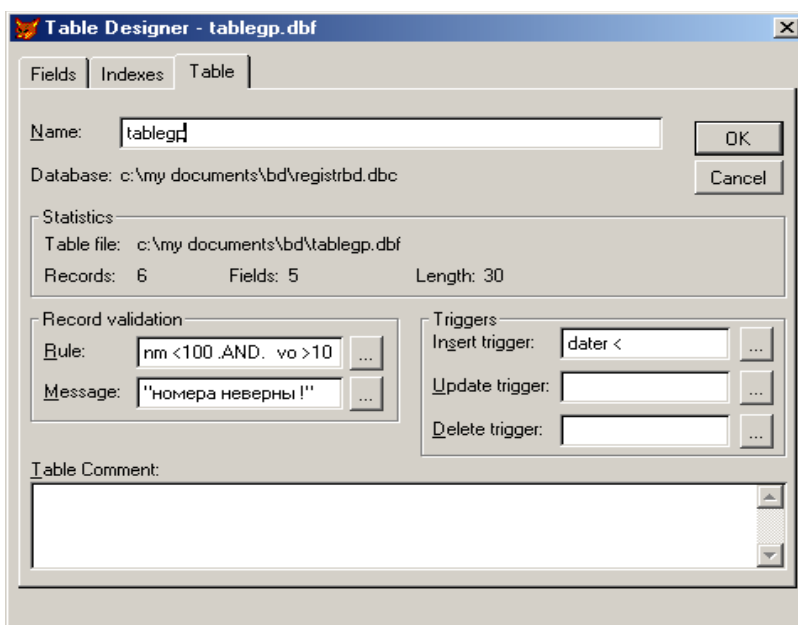 Table Designer - tablegp.dbf
Fields Indexes Table
Name: tablegp
OK
Database: c:\my documents\bd\registrbd.dbc
Cancel
Statistics
Table file: c:\my documents\bd\tablegp.dbf
Records: 6 Fields: 5 Length: 30
Record validation
Rule: nm <100 .AND. vo >10 ...
Message: "номера неверны !" ...
Triggers
Insert trigger: dater < ...
Update trigger: ...
Delete trigger: ...
Table Comment: